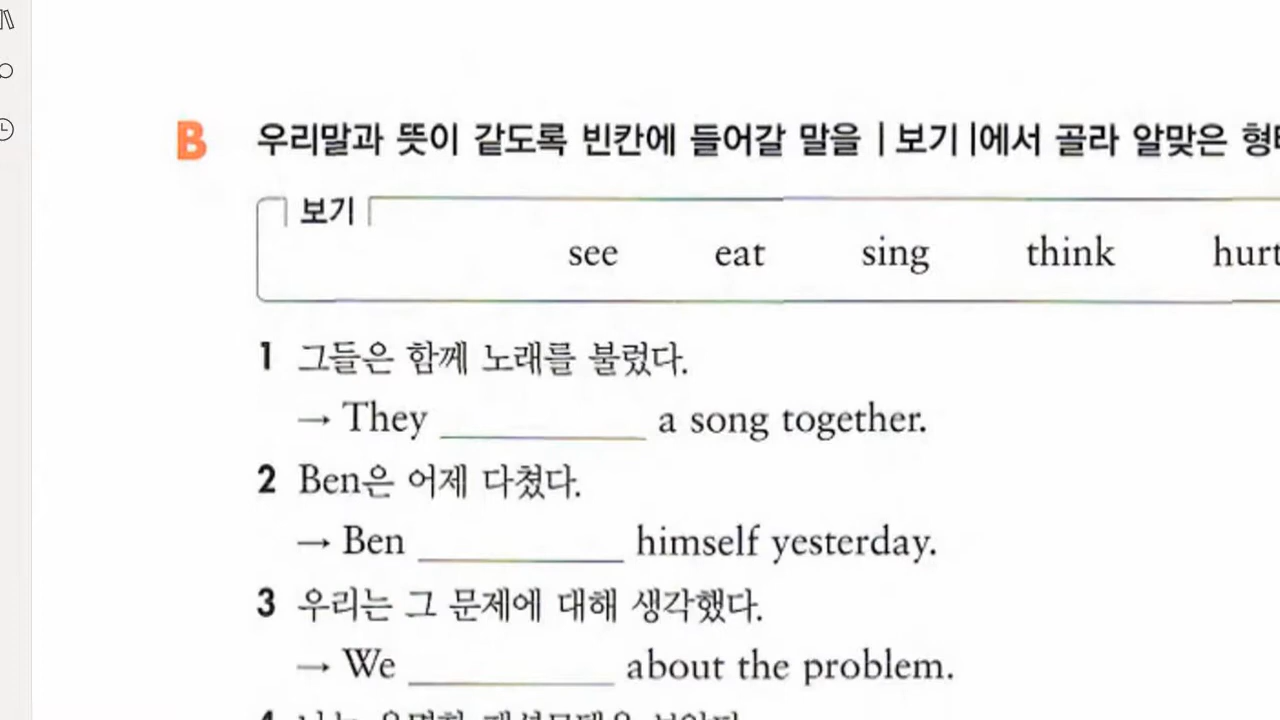 B 우리말과 뜻이 같도록 빈칸에 들어갈 말을 | 보기 |에서 골라 알맞은
보기
see eat sing think hurt
1 그들은 함께 노래를 불렀다.
→ They __________ a song together.
2 Ben은 어제 다쳤다.
→ Ben __________ himself yesterday.
3 우리는 그 문제에 대해 생각했다.
→ We __________ about the problem.